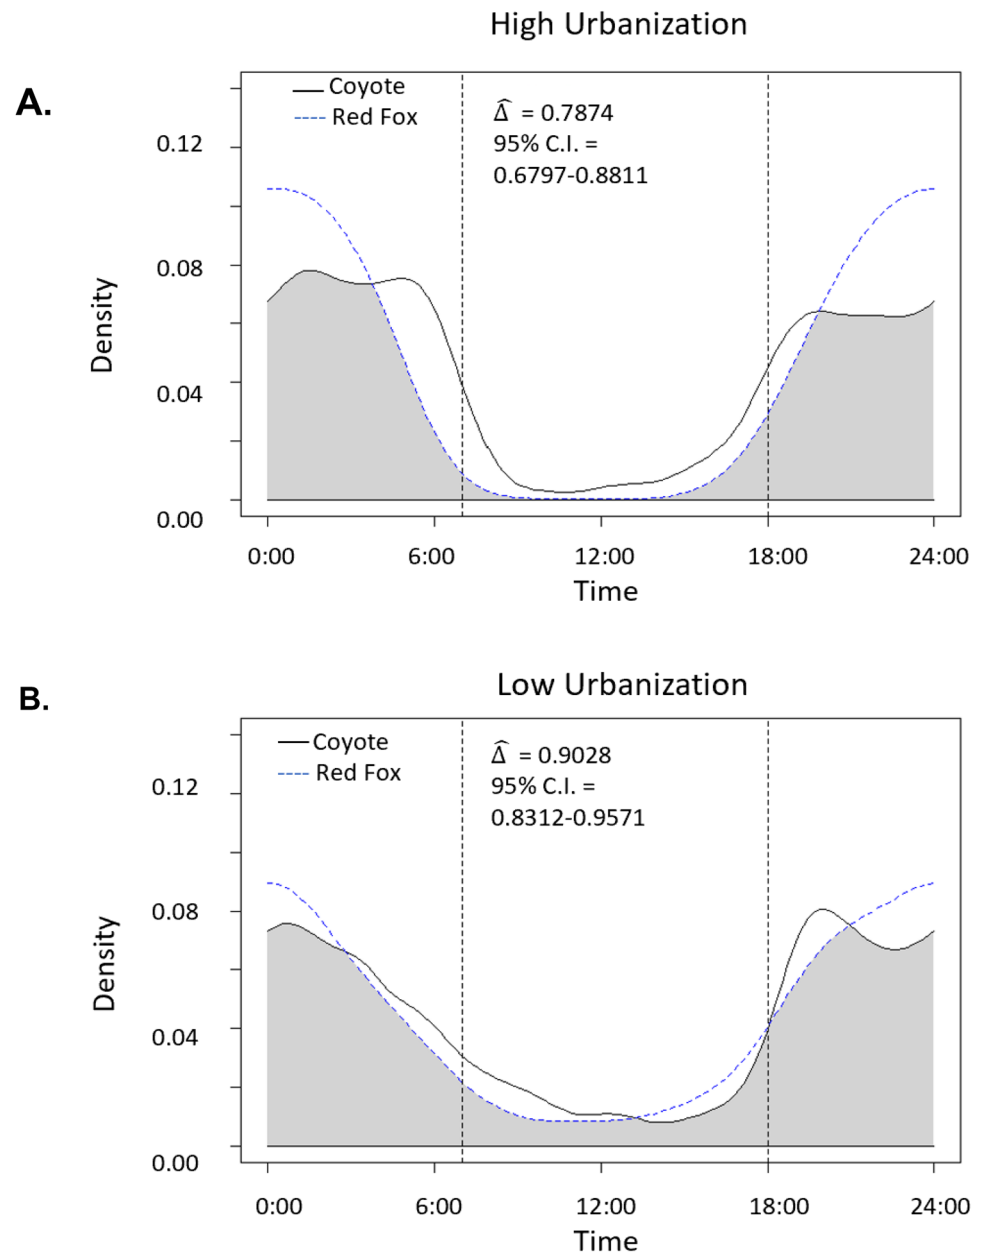 High Urbanization
A.
Coyote
Red Fox
Δ̂ = 0.7874
95% C.I. =
0.6797-0.8811
0.12
0.08
0.04
0.00
Density
0:00 6:00 12:00 18:00 24:00
Time
Low Urbanization
B.
Coyote
Red Fox
Δ̂ = 0.9028
95% C.I. =
0.8312-0.9571
0.12
0.08
0.04
0.00
Density
0:00 6:00 12:00 18:00 24:00
Time